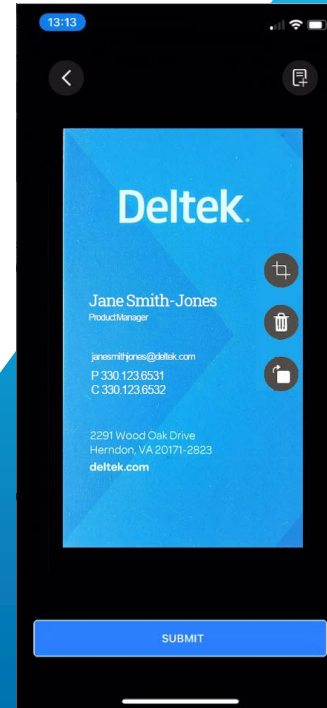 13:13
Deltek.
Jane Smith-Jones
Product Manager
janesmithjones@deltek.com
P 330.123.6531
C 330.123.6532
2291 Wood Oak Drive
Herndon, VA 20171-2823
deltek.com
SUBMIT